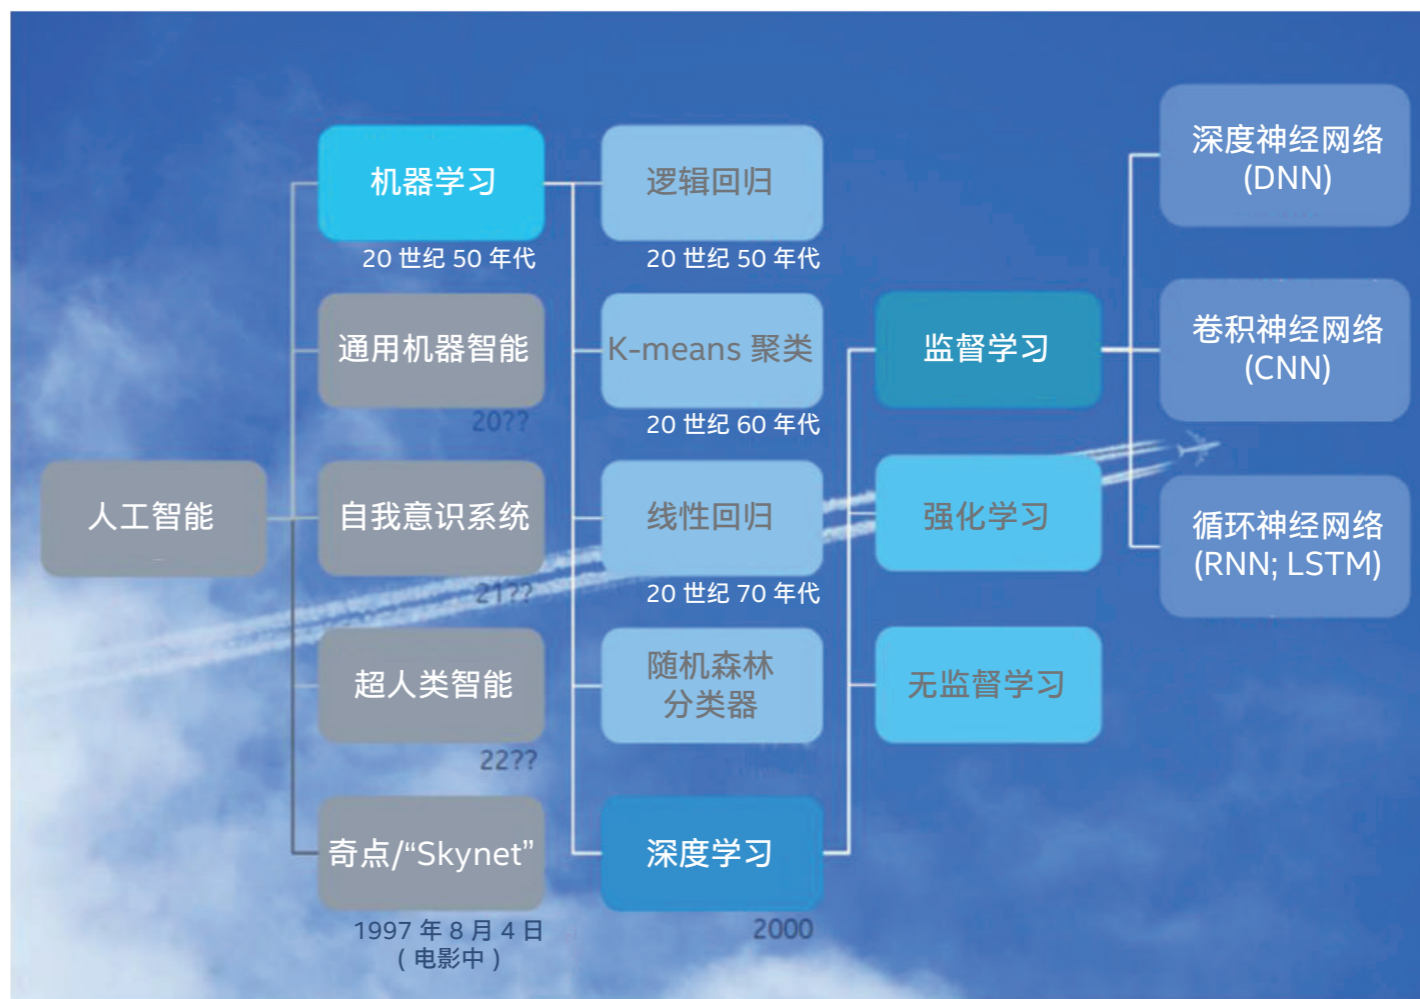 人工智能
机器学习
20 世纪 50 年代
通用机器智能
20??
自我意识系统
21??
超人类智能
22??
奇点/“Skynet”
1997 年 8 月 4 日
( 电影中 )
逻辑回归
20 世纪 50 年代
K-means 聚类
20 世纪 60 年代
线性回归
20 世纪 70 年代
随机森林
分类器
深度学习
2000
监督学习
强化学习
无监督学习
深度神经网络
(DNN)
卷积神经网络
(CNN)
循环神经网络
(RNN; LSTM)